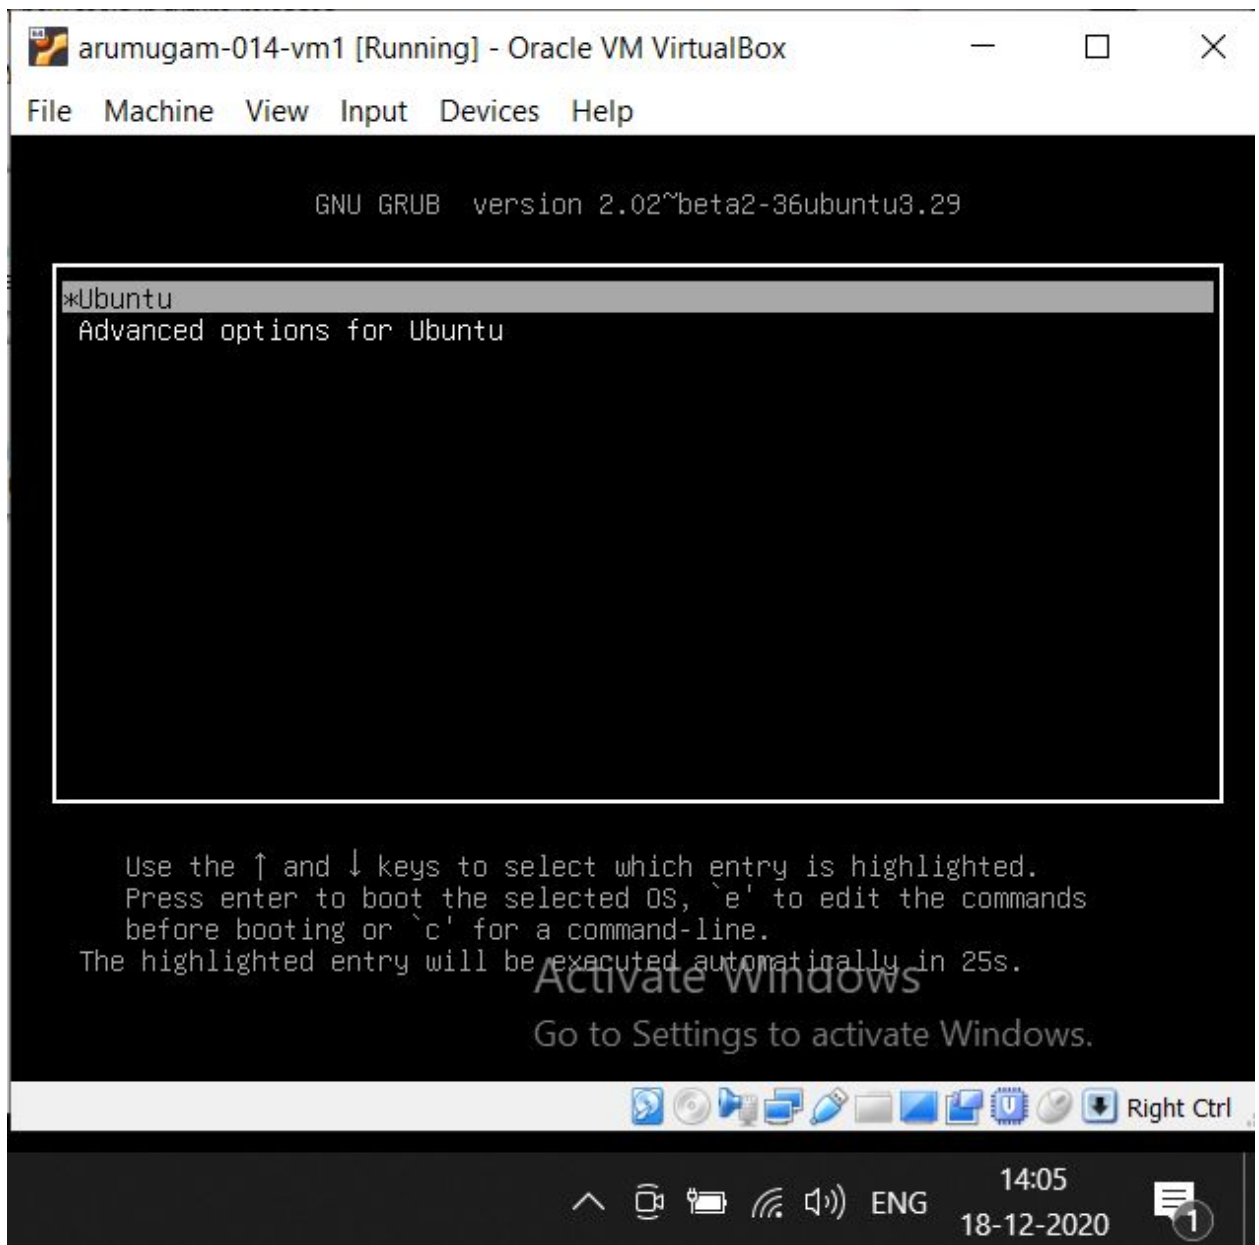 arumugam-014-vm1 [Running] - Oracle VM VirtualBox
File Machine View Input Devices Help
GNU GRUB version 2.02~beta2-36ubuntu3.29
*Ubuntu
Advanced options for Ubuntu
Use the ↑ and ↓ keys to select which entry is highlighted.
Press enter to boot the selected OS, `e' to edit the commands
before booting or `c' for a command-line.
The highlighted entry will be executed automatically in 25s.
Activate Windows
Go to Settings to activate Windows.
Right Ctrl
ENG
14:05
18-12-2020
1